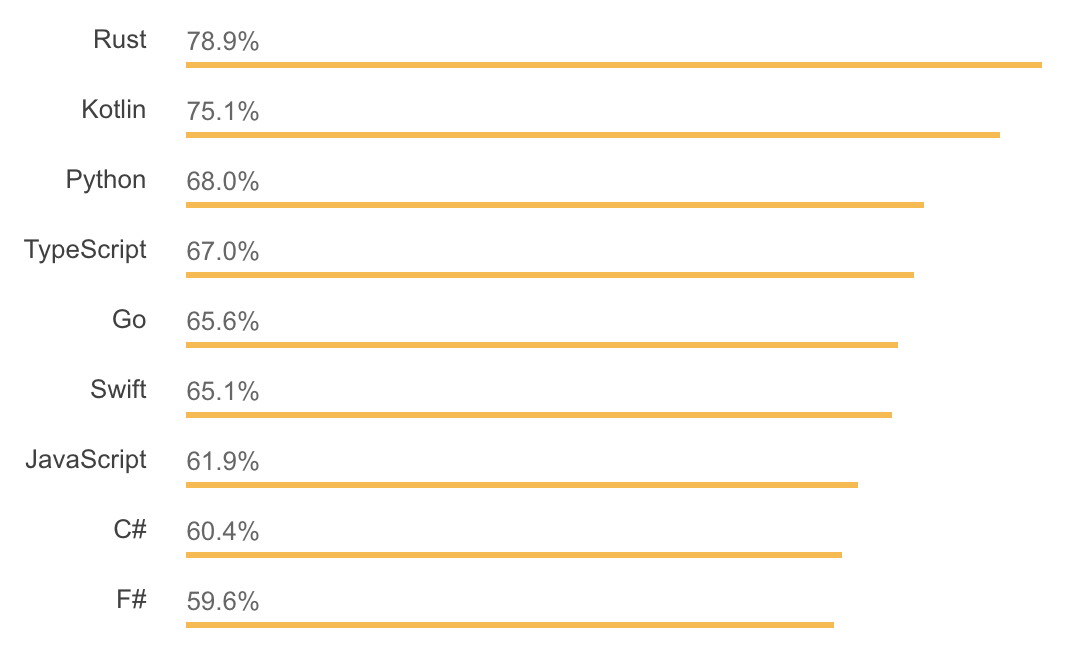 Rust 78.9%
Kotlin 75.1%
Python 68.0%
TypeScript 67.0%
Go 65.6%
Swift 65.1%
JavaScript 61.9%
C# 60.4%
F# 59.6%